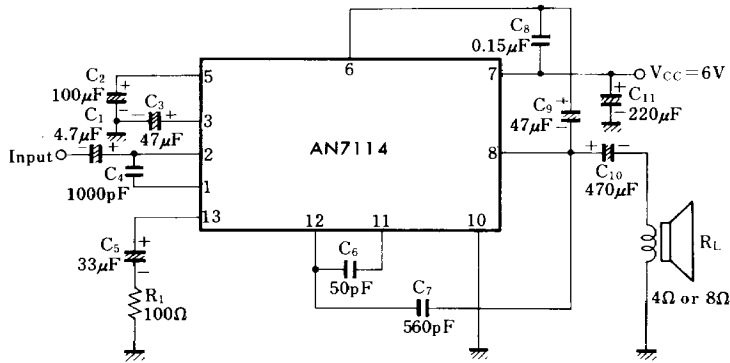 C₈
0.15µF
6
7
V_CC=6V
C₂
100µF
5
C₁₁
220µF
C₃
47µF
3
C₉
47µF
C₁
4.7µF
Input
2
AN7114
8
C₁₀
470µF
C₄
1000pF
1
13
12
11
10
C₅
33µF
R₁
100Ω
C₆
50pF
C₇
560pF
R_L
4Ω or 8Ω